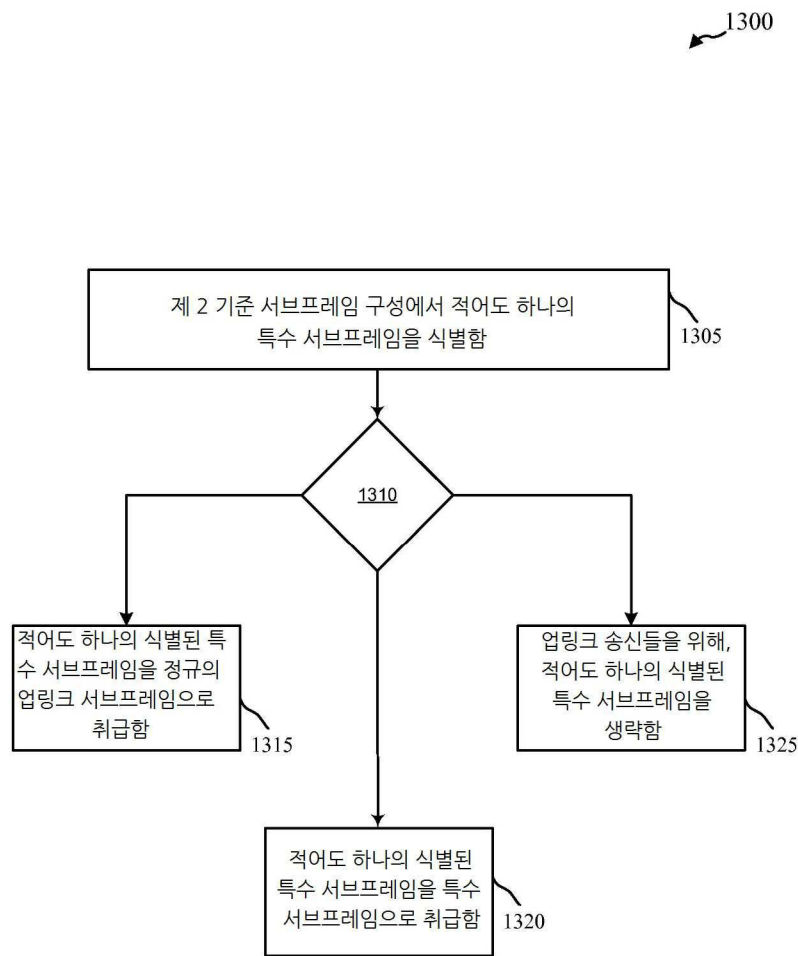 1300
제 2 기준 서브프레임 구성에서 적어도 하나의
특수 서브프레임을 식별함
1305
1310
적어도 하나의 식별된 특
수 서브프레임을 정규의
업링크 서브프레임으로
취급함
1315
업링크 송신들을 위해,
적어도 하나의 식별된
특수 서브프레임을
생략함
1325
적어도 하나의 식별된
특수 서브프레임을 특수
서브프레임으로 취급함
1320